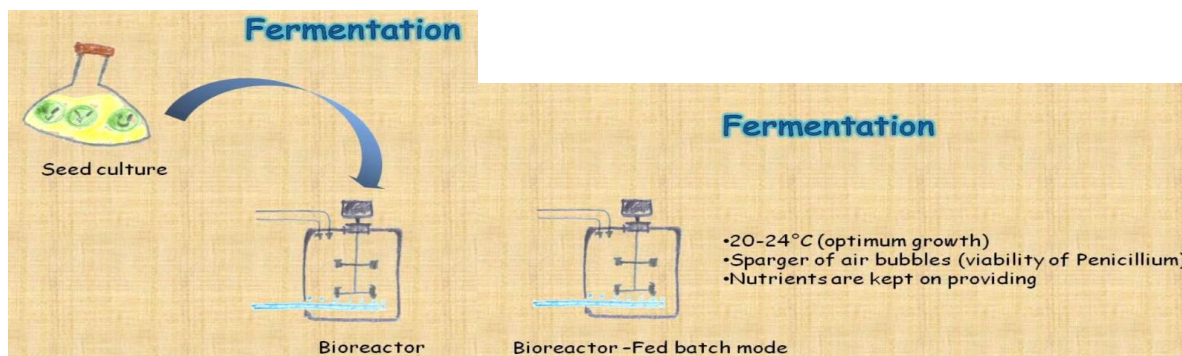 Fermentation
Seed culture
Bioreactor
Fermentation
•20-24°C (optimum growth)
•Sparger of air bubbles (viability of Penicillium)
•Nutrients are kept on providing
Bioreactor -Fed batch mode